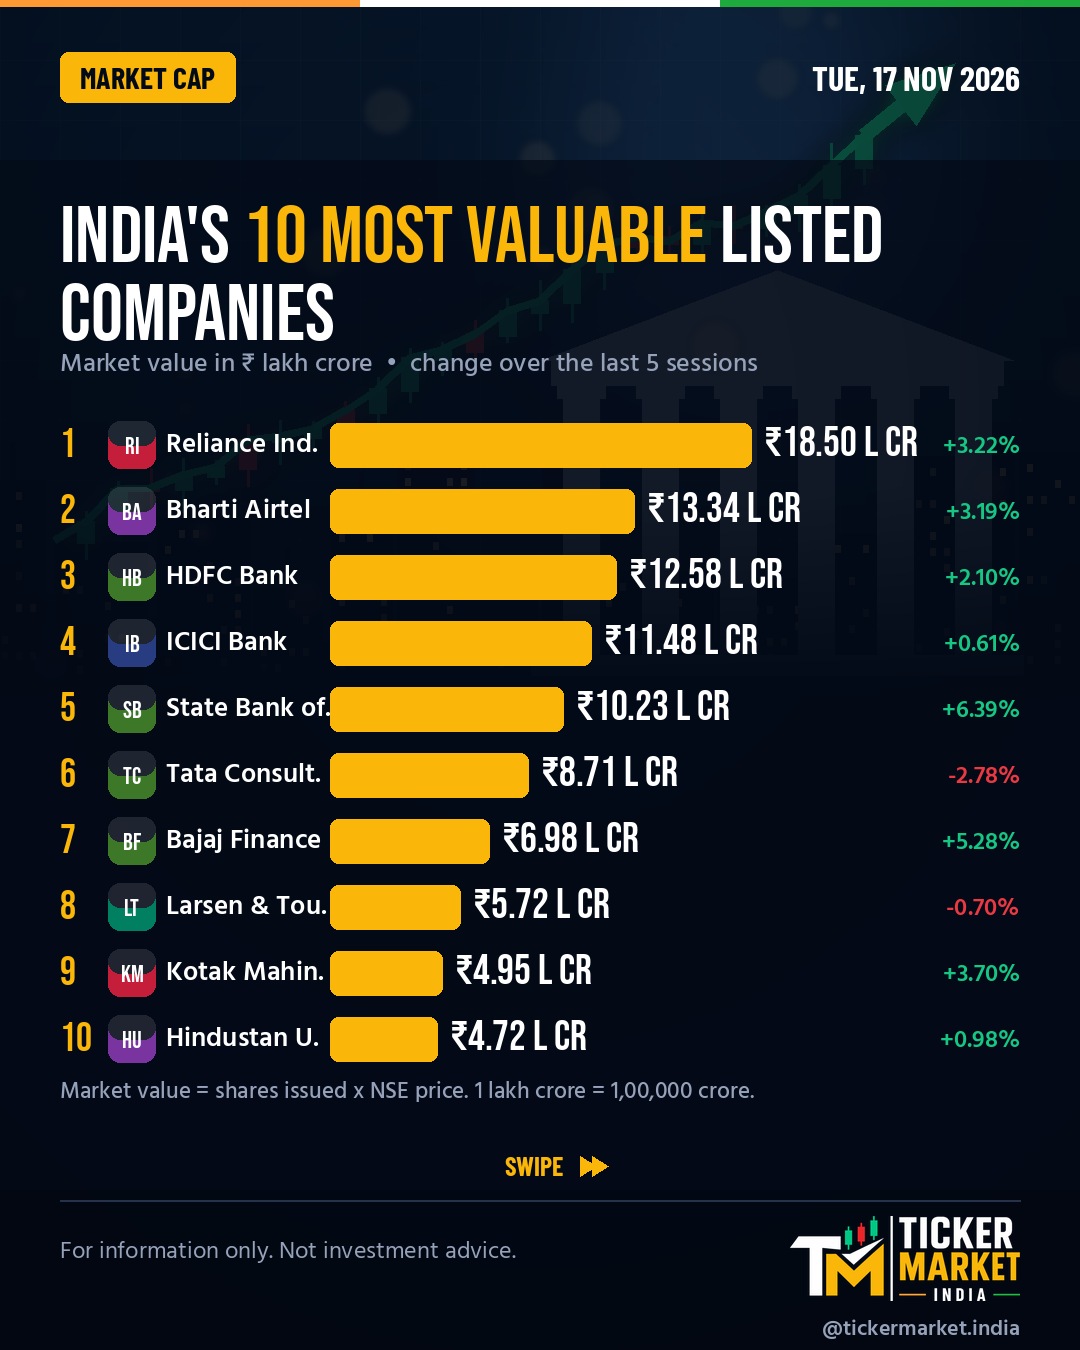 MARKET CAP
TUE, 17 NOV 2026
INDIA'S 10 MOST VALUABLE LISTED
COMPANIES
Market value in ₹ lakh crore • change over the last 5 sessions
1 RI Reliance Ind. ₹18.50 L CR +3.22%
2 BA Bharti Airtel ₹13.34 L CR +3.19%
3 HB HDFC Bank ₹12.58 L CR +2.10%
4 IB ICICI Bank ₹11.48 L CR +0.61%
5 SB State Bank of. ₹10.23 L CR +6.39%
6 TC Tata Consult. ₹8.71 L CR -2.78%
7 BF Bajaj Finance ₹6.98 L CR +5.28%
8 LT Larsen & Tou. ₹5.72 L CR -0.70%
9 KM Kotak Mahin. ₹4.95 L CR +3.70%
10 HU Hindustan U. ₹4.72 L CR +0.98%
Market value = shares issued x NSE price. 1 lakh crore = 1,00,000 crore.
SWIPE
For information only. Not investment advice.
TM TICKER
MARKET
INDIA
@tickermarket.india